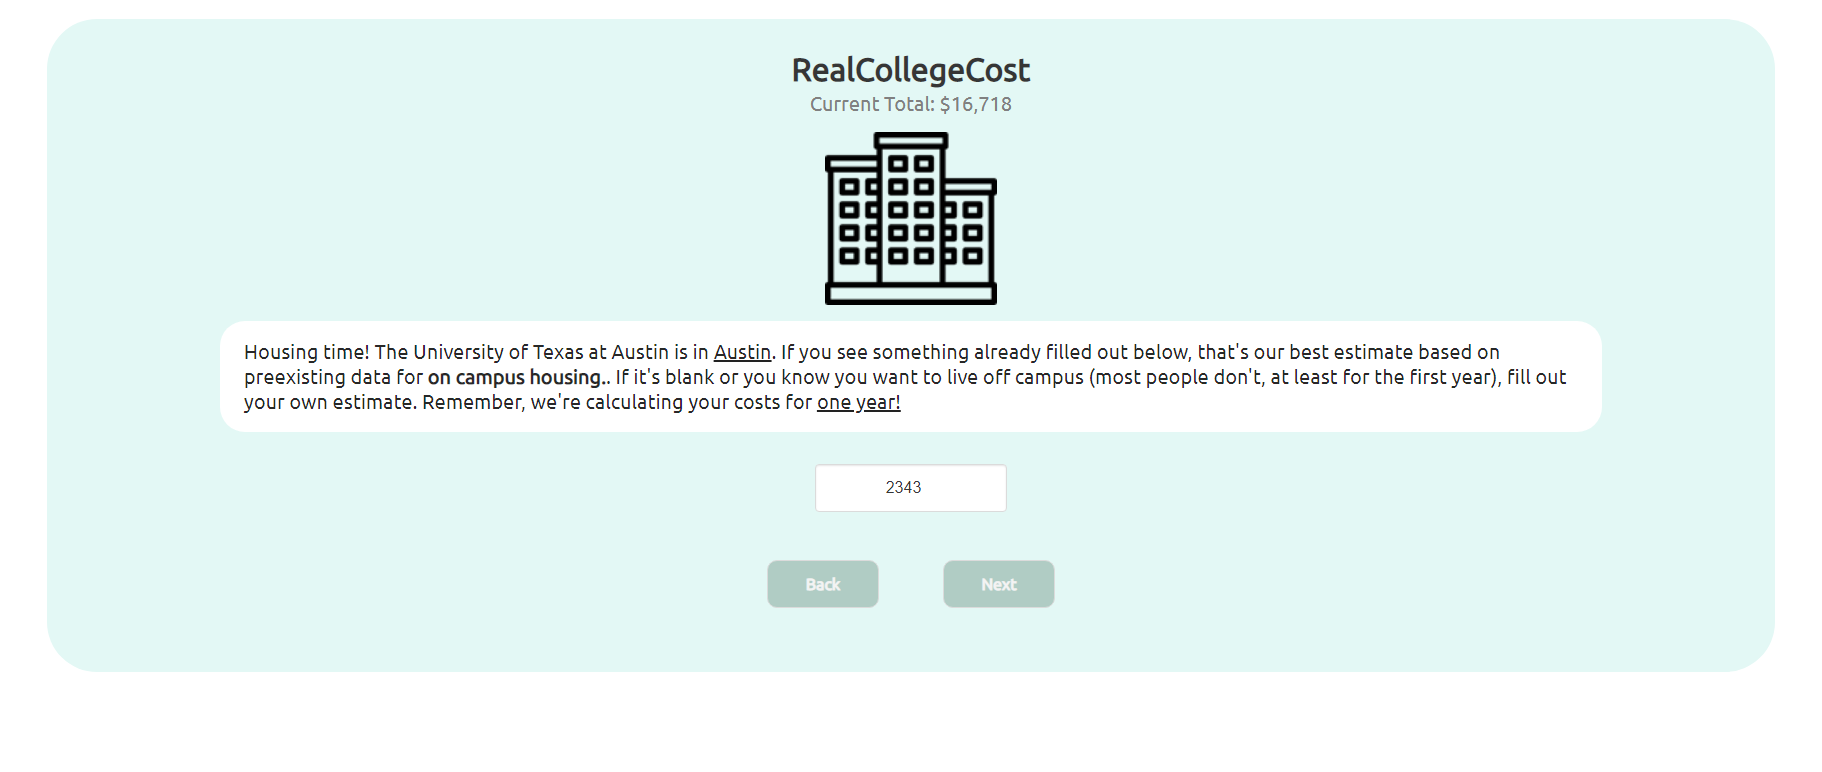 RealCollegeCost
Current Total: $16,718
Housing time! The University of Texas at Austin is in Austin. If you see something already filled out below, that's our best estimate based on
preexisting data for on campus housing.. If it's blank or you know you want to live off campus (most people don't, at least for the first year), fill out
your own estimate. Remember, we're calculating your costs for one year!
2343
Back Next